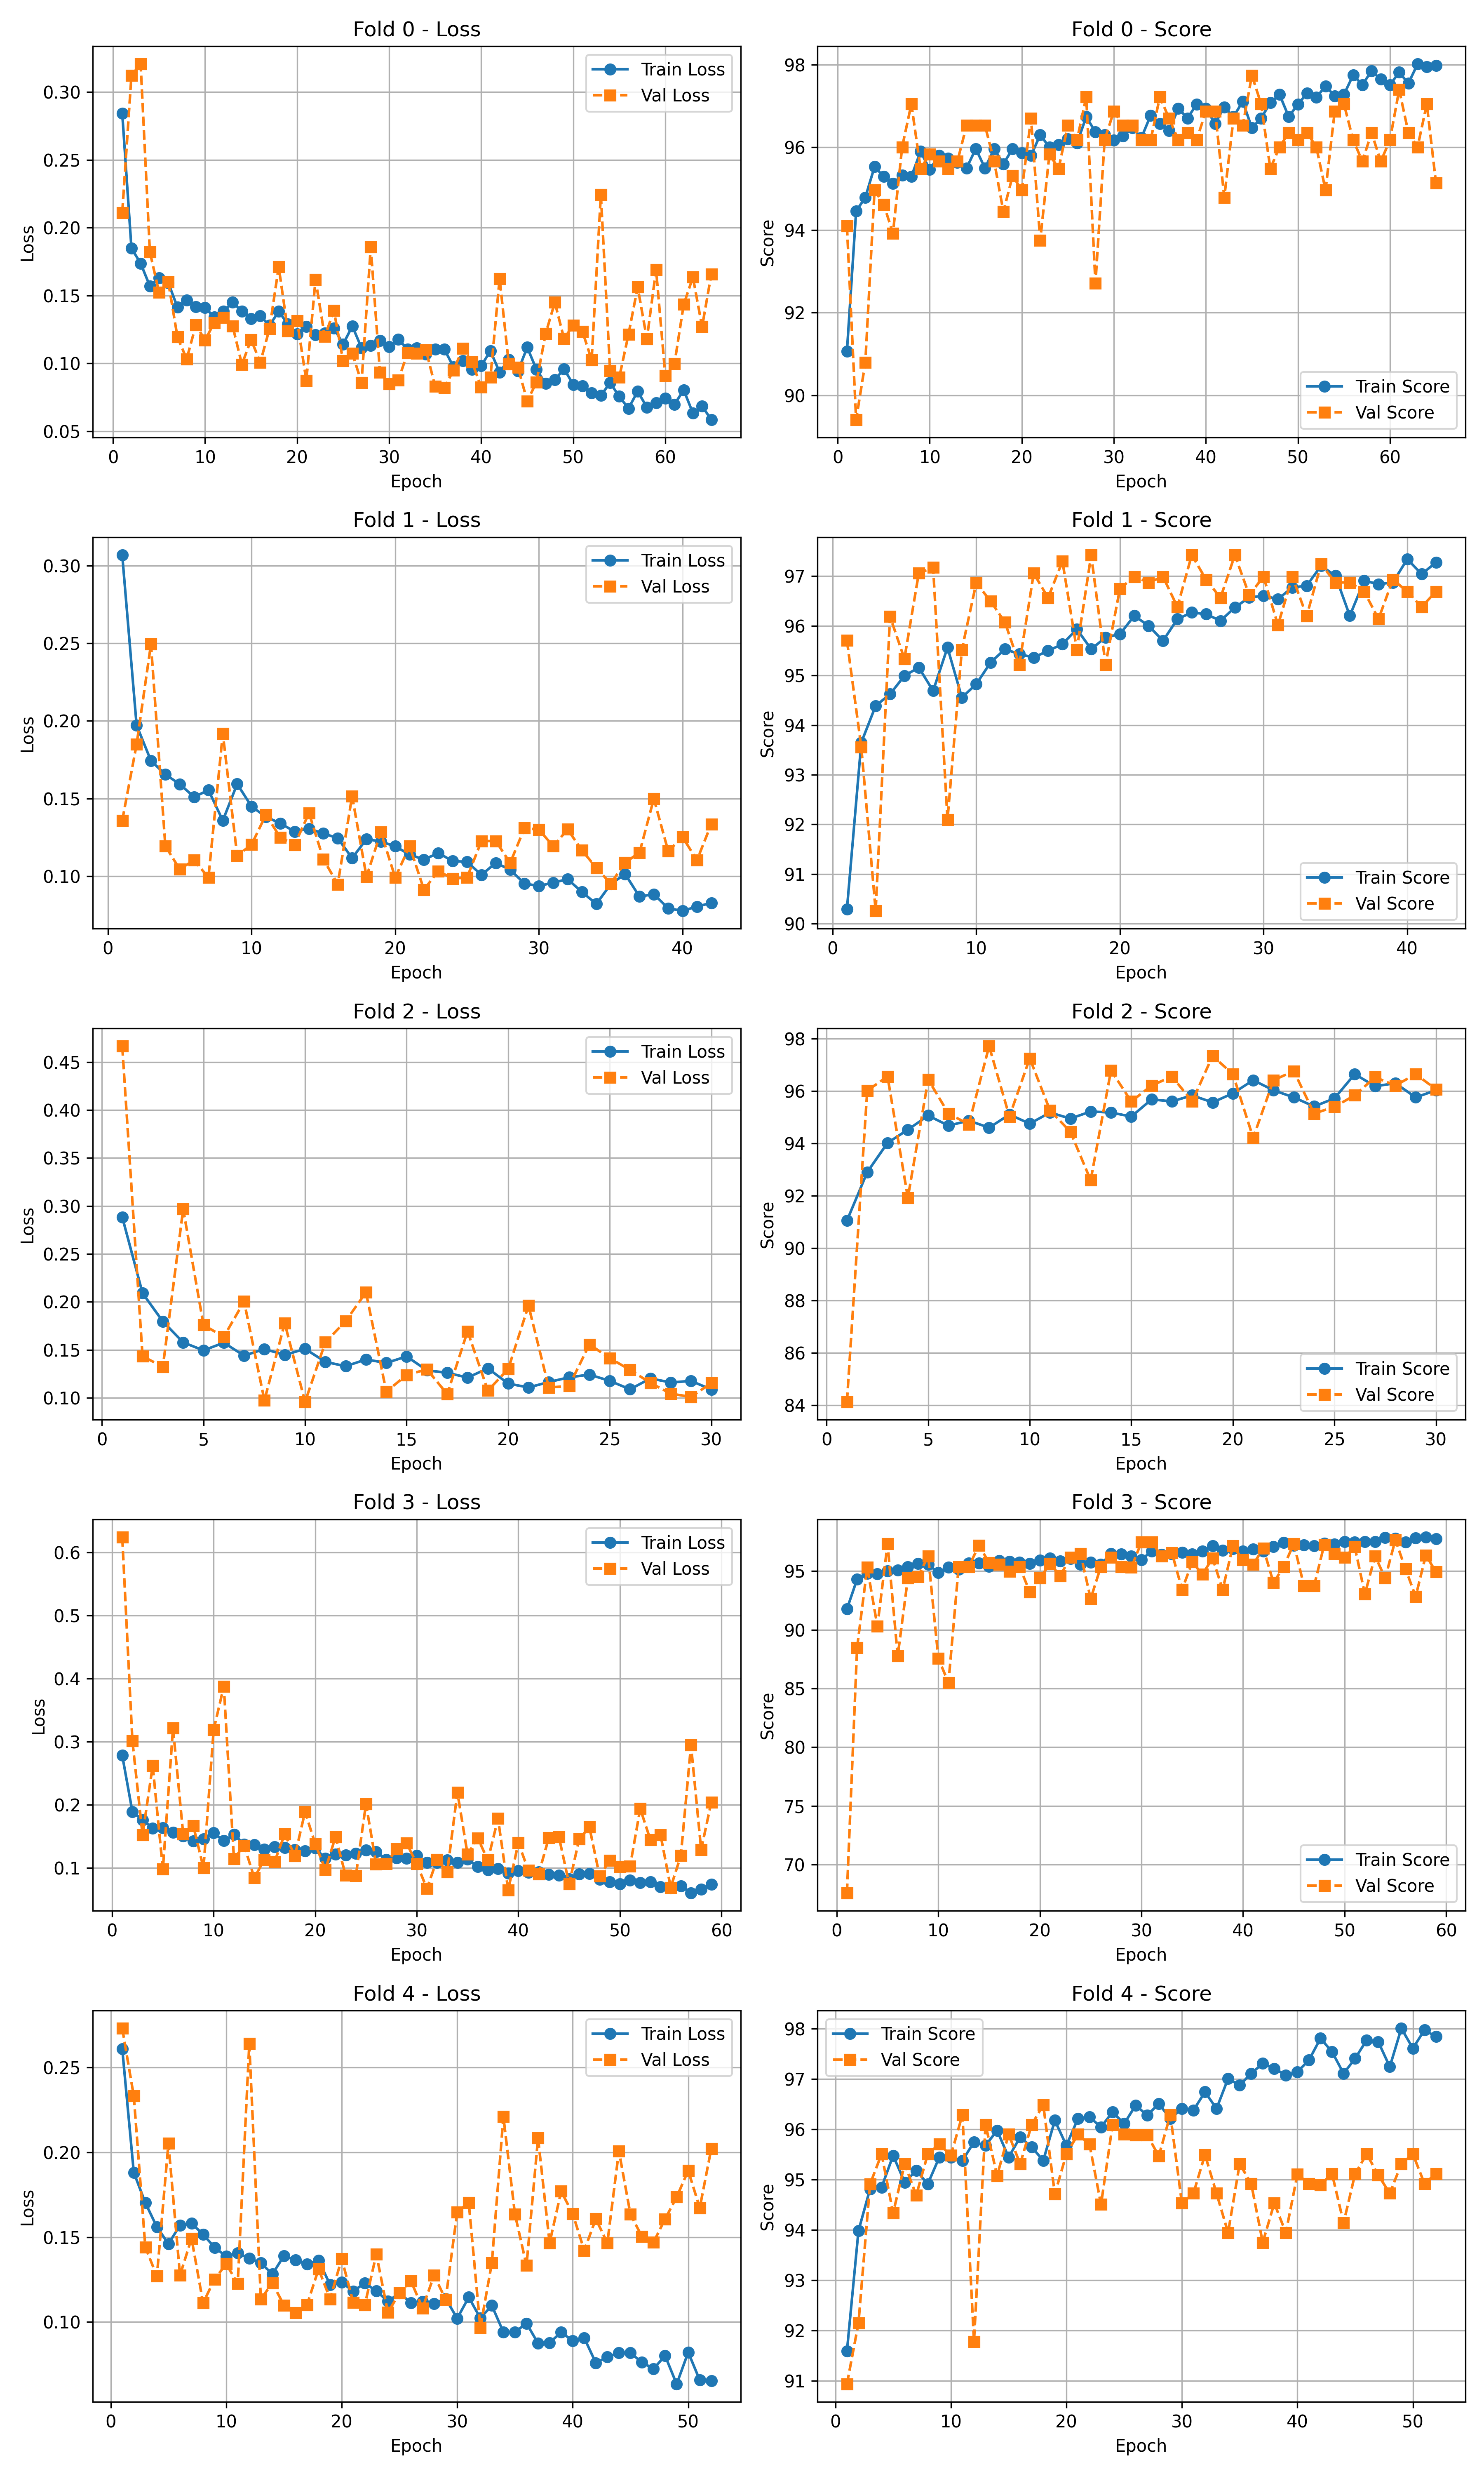 Fold 0 - Loss
Loss
0.30
0.25
0.20
0.15
0.10
0.05
Train Loss
Val Loss
0 10 20 30 40 50 60
Epoch
Fold 0 - Score
Score
98
96
94
92
90
Train Score
Val Score
0 10 20 30 40 50 60
Epoch
Fold 1 - Loss
Loss
0.30
0.25
0.20
0.15
0.10
Train Loss
Val Loss
0 10 20 30 40
Epoch
Fold 1 - Score
Score
97
96
95
94
93
92
91
90
Train Score
Val Score
0 10 20 30 40
Epoch
Fold 2 - Loss
Loss
0.45
0.40
0.35
0.30
0.25
0.20
0.15
0.10
Train Loss
Val Loss
0 5 10 15 20 25 30
Epoch
Fold 2 - Score
Score
98
96
94
92
90
88
86
84
Train Score
Val Score
0 5 10 15 20 25 30
Epoch
Fold 3 - Loss
Loss
0.6
0.5
0.4
0.3
0.2
0.1
Train Loss
Val Loss
0 10 20 30 40 50 60
Epoch
Fold 3 - Score
Score
95
90
85
80
75
70
Train Score
Val Score
0 10 20 30 40 50 60
Epoch
Fold 4 - Loss
Loss
0.25
0.20
0.15
0.10
Train Loss
Val Loss
0 10 20 30 40 50
Epoch
Fold 4 - Score
Score
98
97
96
95
94
93
92
91
Train Score
Val Score
0 10 20 30 40 50
Epoch